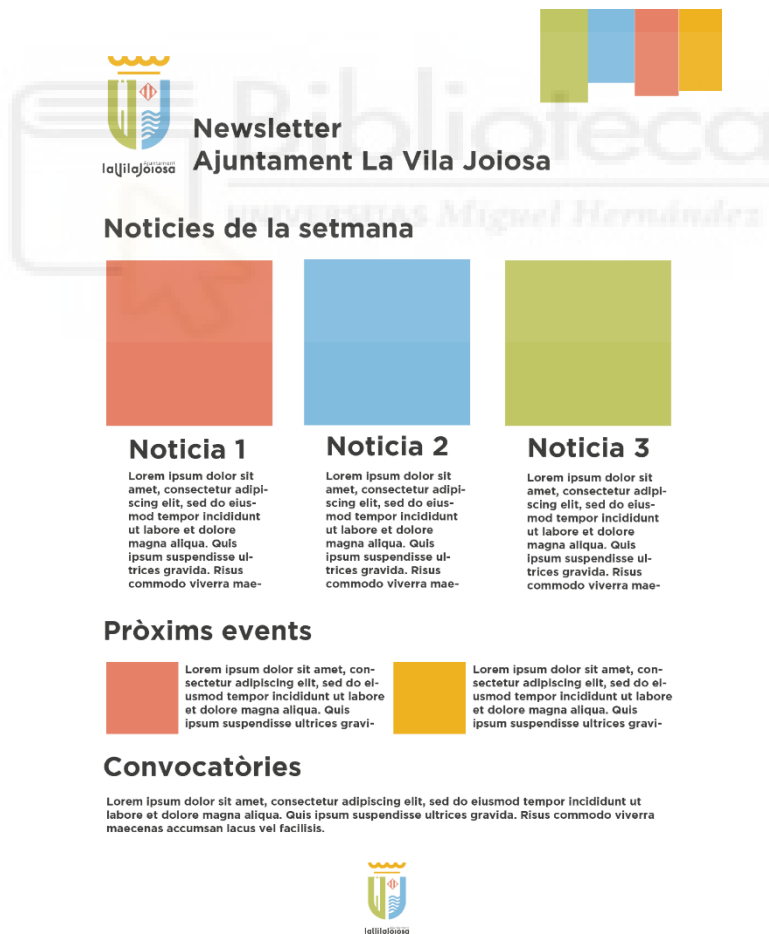 Biblioteca
UNIVERSITAS Miguel Hernández
Ajuntament
laVilaJoiosa
Newsletter
Ajuntament La Vila Joiosa
Noticies de la setmana
Noticia 1
Lorem ipsum dolor sit
amet, consectetur adipi-
scing elit, sed do eius-
mod tempor incididunt
ut labore et dolore
magna aliqua. Quis
ipsum suspendisse ul-
trices gravida. Risus
commodo viverra mae-
Noticia 2
Lorem ipsum dolor sit
amet, consectetur adipi-
scing elit, sed do eius-
mod tempor incididunt
ut labore et dolore
magna aliqua. Quis
ipsum suspendisse ul-
trices gravida. Risus
commodo viverra mae-
Noticia 3
Lorem ipsum dolor sit
amet, consectetur adipi-
scing elit, sed do eius-
mod tempor incididunt
ut labore et dolore
magna aliqua. Quis
ipsum suspendisse ul-
trices gravida. Risus
commodo viverra mae-
Pròxims events
Lorem ipsum dolor sit amet, con-
sectetur adipiscing elit, sed do ei-
usmod tempor incididunt ut labore
et dolore magna aliqua. Quis
ipsum suspendisse ultrices gravi-
Lorem ipsum dolor sit amet, con-
sectetur adipiscing elit, sed do ei-
usmod tempor incididunt ut labore
et dolore magna aliqua. Quis
ipsum suspendisse ultrices gravi-
Convocatòries
Lorem ipsum dolor sit amet, consectetur adipiscing elit, sed do eiusmod tempor incididunt ut
labore et dolore magna aliqua. Quis ipsum suspendisse ultrices gravida. Risus commodo viverra
maecenas accumsan lacus vel facilisis.
laVilaJoiosa